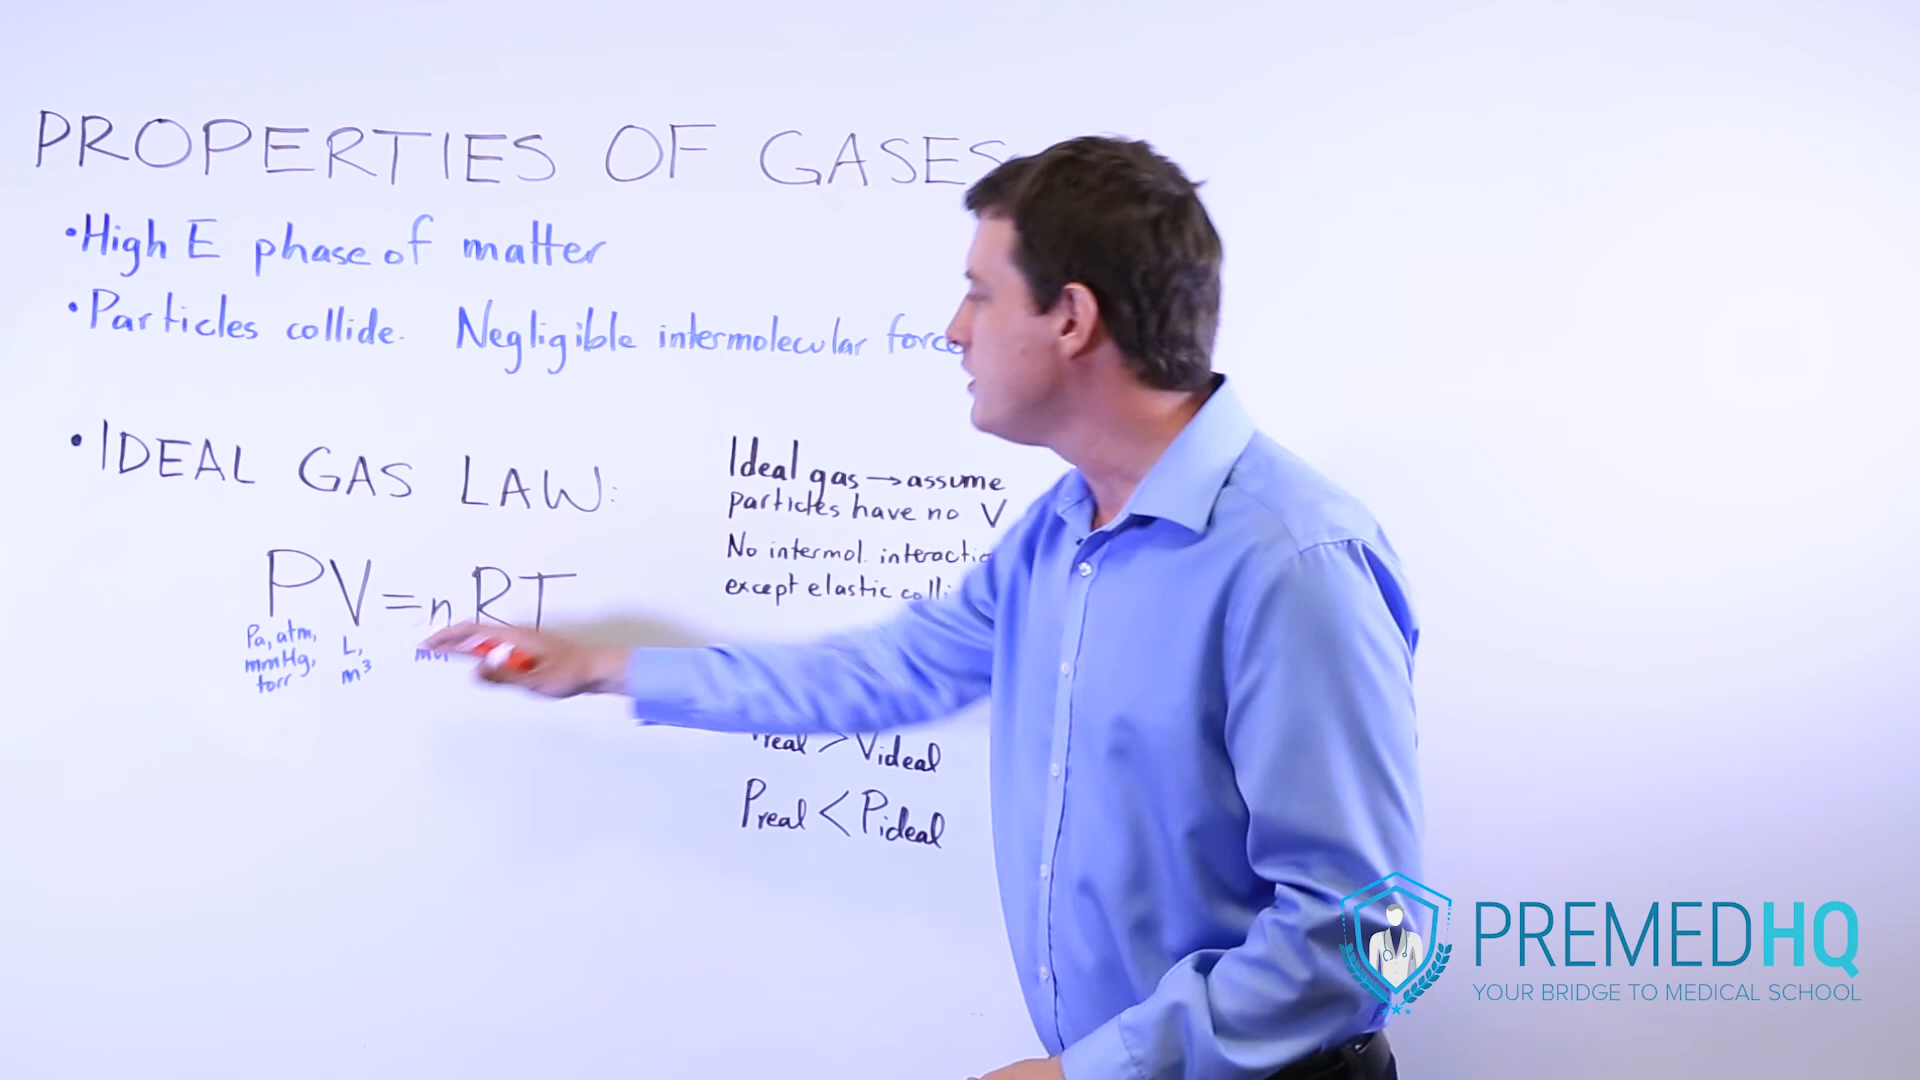 PROPERTIES OF GASES
•High E phase of matter
•Particles collide. Negligible intermolecular force
•IDEAL GAS LAW:
PV=nRT
Pa, atm,
mmHg,
torr
L,
m³
Ideal gas → assume
particles have no V
No intermol.
except elastic
Videal
Preal < Pideal
PREMEDHQ
YOUR BRIDGE TO MEDICAL SCHOOL